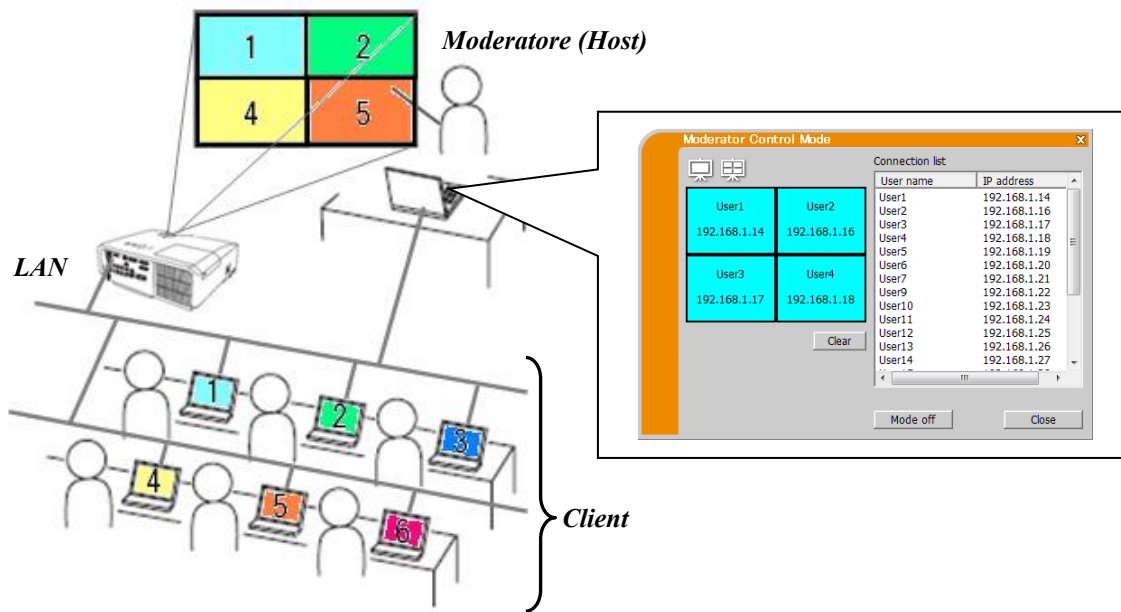 1 2
4 5
Moderatore (Host)
LAN
1 2 3
4 5 6
Client
Moderator Control Mode x
Connection list
User name IP address
User1 192.168.1.14
User2 192.168.1.16
User3 192.168.1.17
User4 192.168.1.18
User5 192.168.1.19
User6 192.168.1.20
User7 192.168.1.21
User9 192.168.1.22
User10 192.168.1.23
User11 192.168.1.24
User12 192.168.1.25
User13 192.168.1.26
User14 192.168.1.27
User1 User2
192.168.1.14 192.168.1.16
User3 User4
192.168.1.17 192.168.1.18
Clear
Mode off Close